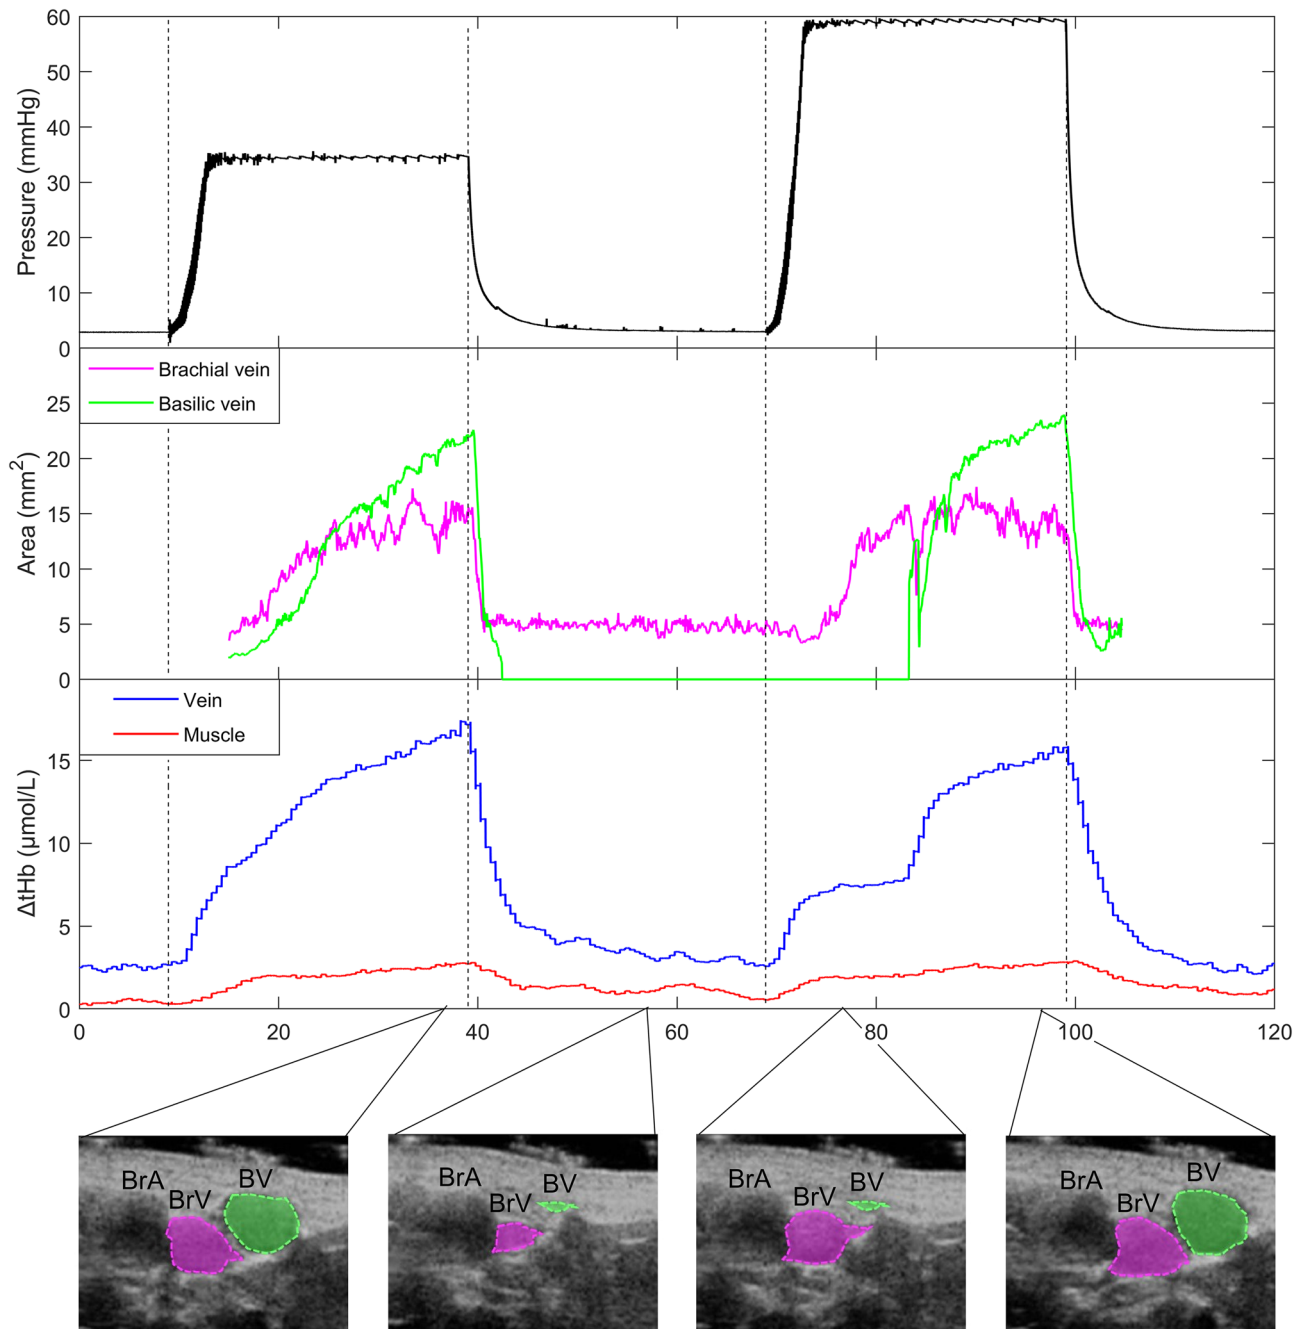 60
50
40
30
20
10
0
Pressure (mmHg)
Brachial vein
Basilic vein
25
20
15
10
5
0
Area (mm²)
Vein
Muscle
15
10
5
0
ΔtHb (μmol/L)
0 20 40 60 80 100 120
BrA BrV BV
BrA BrV BV
BrA BrV BV
BrA BrV BV